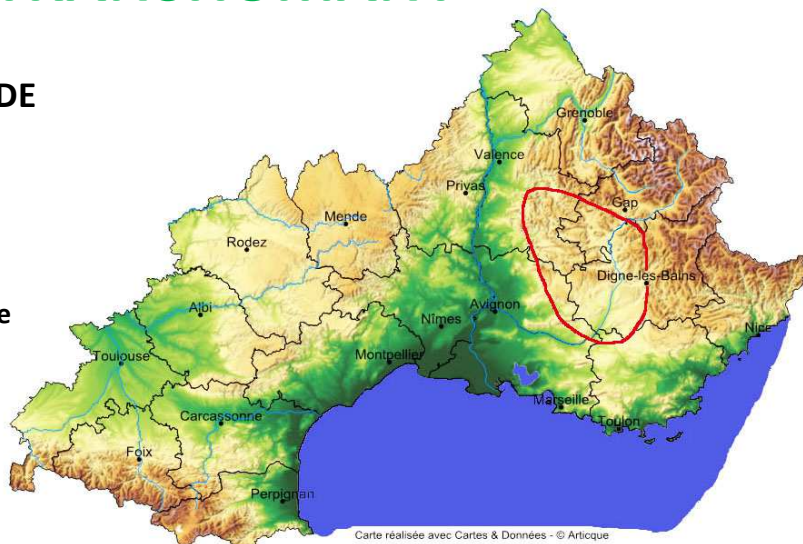 DE
e
Grenoble
Valence
Privas
Gap
Mende
Rodez
Digne-les-Bains
Albi
Avignon
Nîmes
Nice
Toulouse
Montpellier
Marseille
Carcassonne
Toulon
Foix
Perpignan
Carte réalisée avec Cartes & Données - © Articque